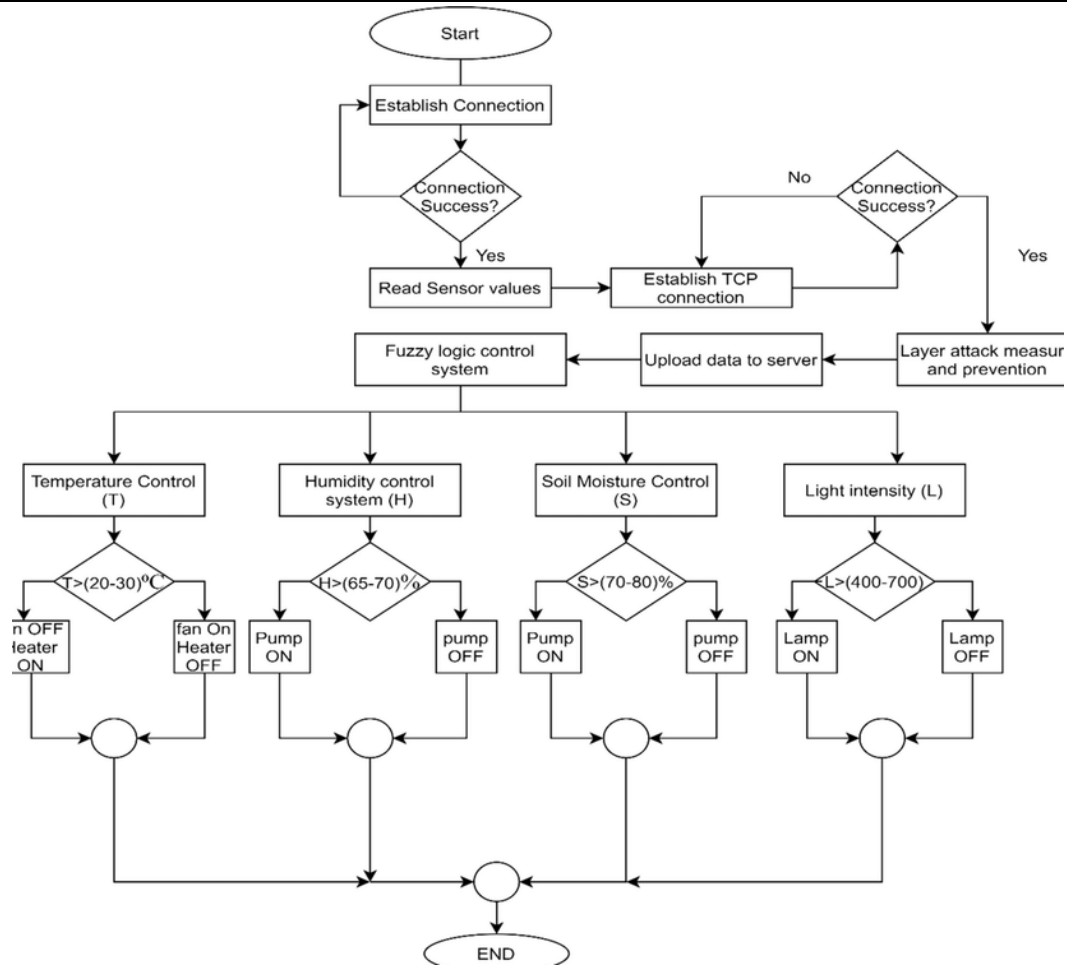 Start
Establish Connection
Connection
Success?
Yes
Read Sensor values
Establish TCP
connection
No
Connection
Success?
Yes
Layer attack measur
and prevention
Upload data to server
Fuzzy logic control
system
Temperature Control
(T)
Humidity control
system (H)
Soil Moisture Control
(S)
Light intensity (L)
T>(20-30)ºC
H>(65-70)%
S>(70-80)%
L>(400-700)
n OFF
Heater
ON
fan On
Heater
OFF
Pump
ON
pump
OFF
Pump
ON
pump
OFF
Lamp
ON
Lamp
OFF
END